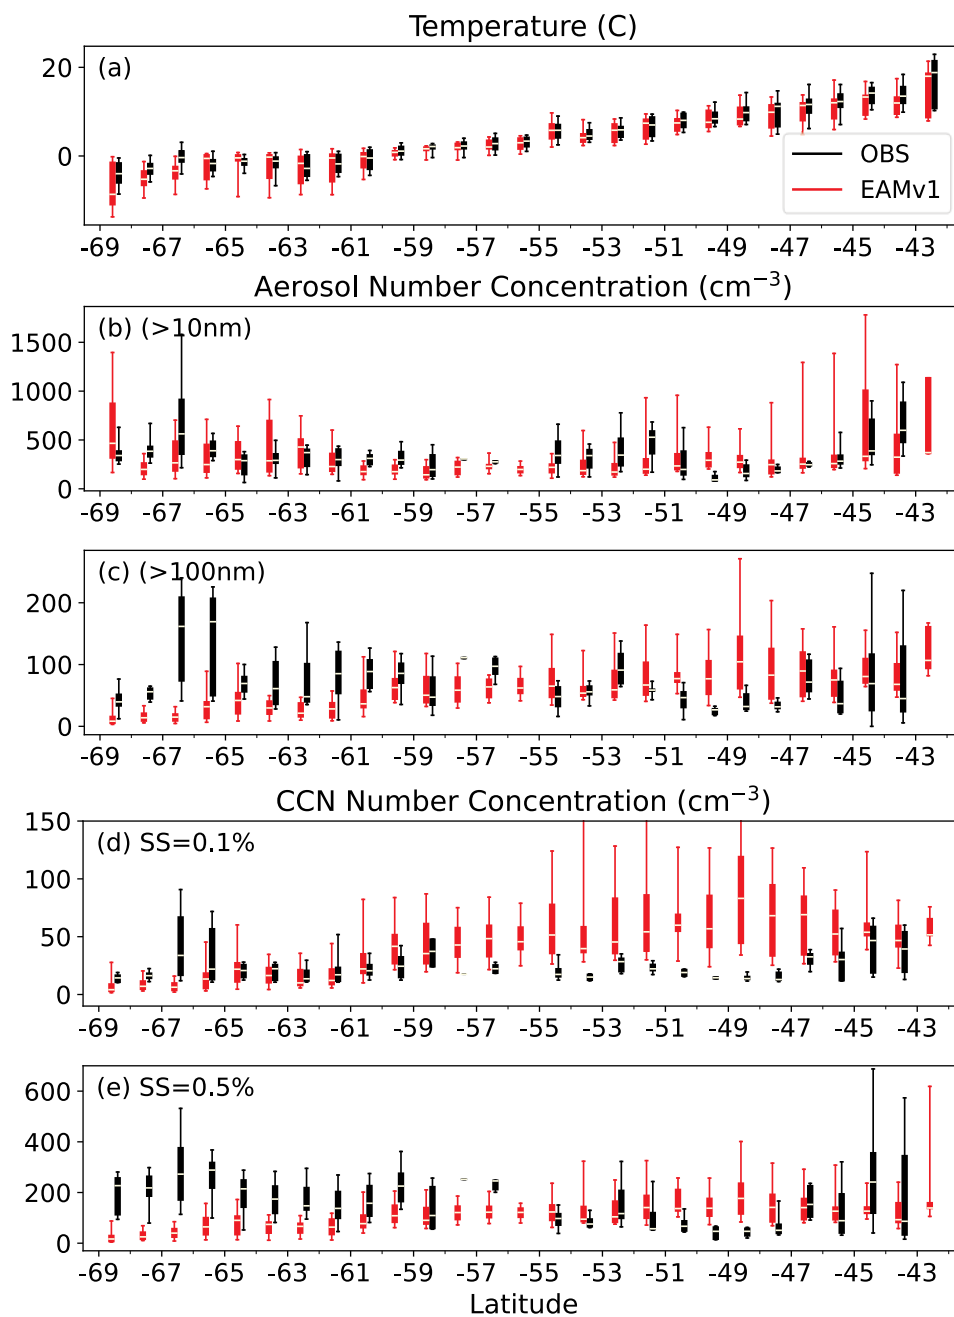 Temperature (C)
(a)
20
0
OBS
EAMv1
-69 -67 -65 -63 -61 -59 -57 -55 -53 -51 -49 -47 -45 -43
Aerosol Number Concentration (cm⁻³)
(b) (>10nm)
1500
1000
500
0
-69 -67 -65 -63 -61 -59 -57 -55 -53 -51 -49 -47 -45 -43
(c) (>100nm)
200
100
0
-69 -67 -65 -63 -61 -59 -57 -55 -53 -51 -49 -47 -45 -43
CCN Number Concentration (cm⁻³)
150
(d) SS=0.1%
100
50
0
-69 -67 -65 -63 -61 -59 -57 -55 -53 -51 -49 -47 -45 -43
(e) SS=0.5%
600
400
200
0
-69 -67 -65 -63 -61 -59 -57 -55 -53 -51 -49 -47 -45 -43
Latitude